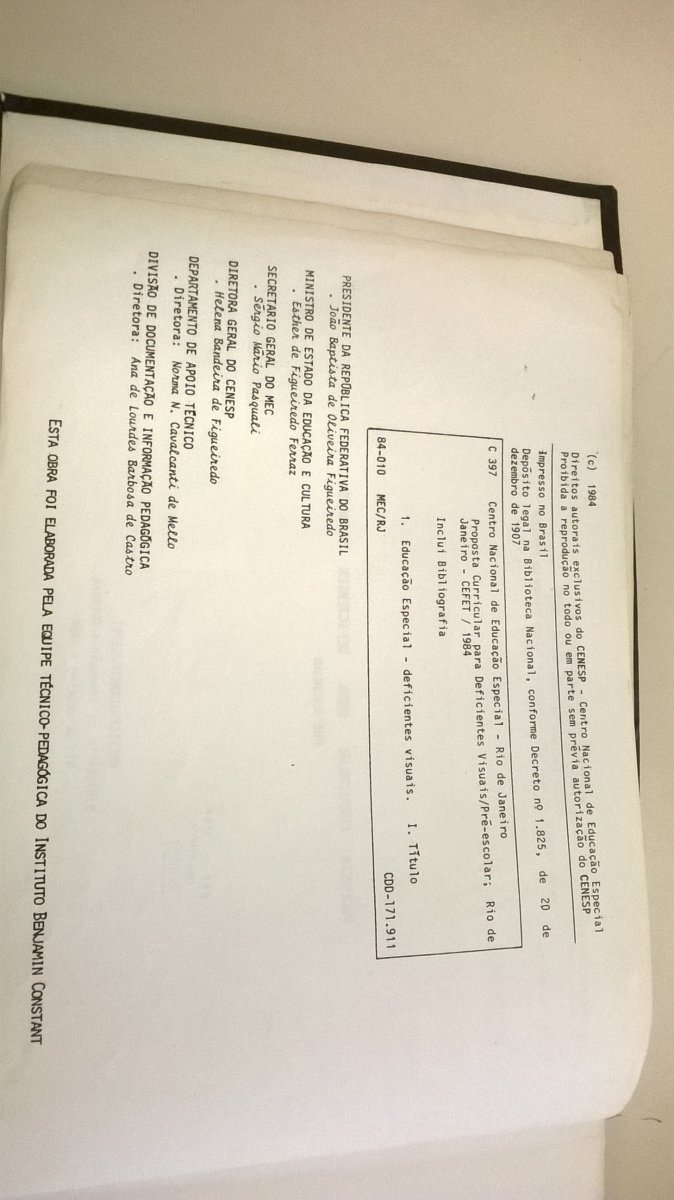 (c) 1984
Direitos autorais exclusivos do CENESP - Centro Nacional de Educação Especial
Proibida a reprodução no todo ou em parte sem prévia autorização do CENESP
Impresso no Brasil
Depósito legal na Biblioteca Nacional, conforme Decreto nº 1.825, de 20 de
dezembro de 1907
C 397 Centro Nacional de Educação Especial - Rio de Janeiro
Proposta Curricular para Deficientes Visuais/Pré-escolar; Rio de
Janeiro - CEFET / 1984
Inclui Bibliografia
1. Educação Especial - deficientes visuais. I. Título
CDD-171.911
84-010 MEC/RJ
PRESIDENTE DA REPÚBLICA FEDERATIVA DO BRASIL
. João Baptista de Oliveira Figueiredo
MINISTRO DE ESTADO DA EDUCAÇÃO E CULTURA
. Esther de Figueiredo Ferraz
SECRETÁRIO GERAL DO MEC
. Sérgio Mário Pasquali
DIRETORA GERAL DO CENESP
. Helena Bandeira de Figueiredo
DEPARTAMENTO DE APOIO TÉCNICO
. Diretora: Norma N. Cavalcanti de Mello
DIVISÃO DE DOCUMENTAÇÃO E INFORMAÇÃO PEDAGÓGICA
. Diretora: Ana de Lourdes Barbosa de Castro
ESTA OBRA FOI ELABORADA PELA EQUIPE TÉCNICO-PEDAGÓGICA DO INSTITUTO BENJAMIN CONSTANT